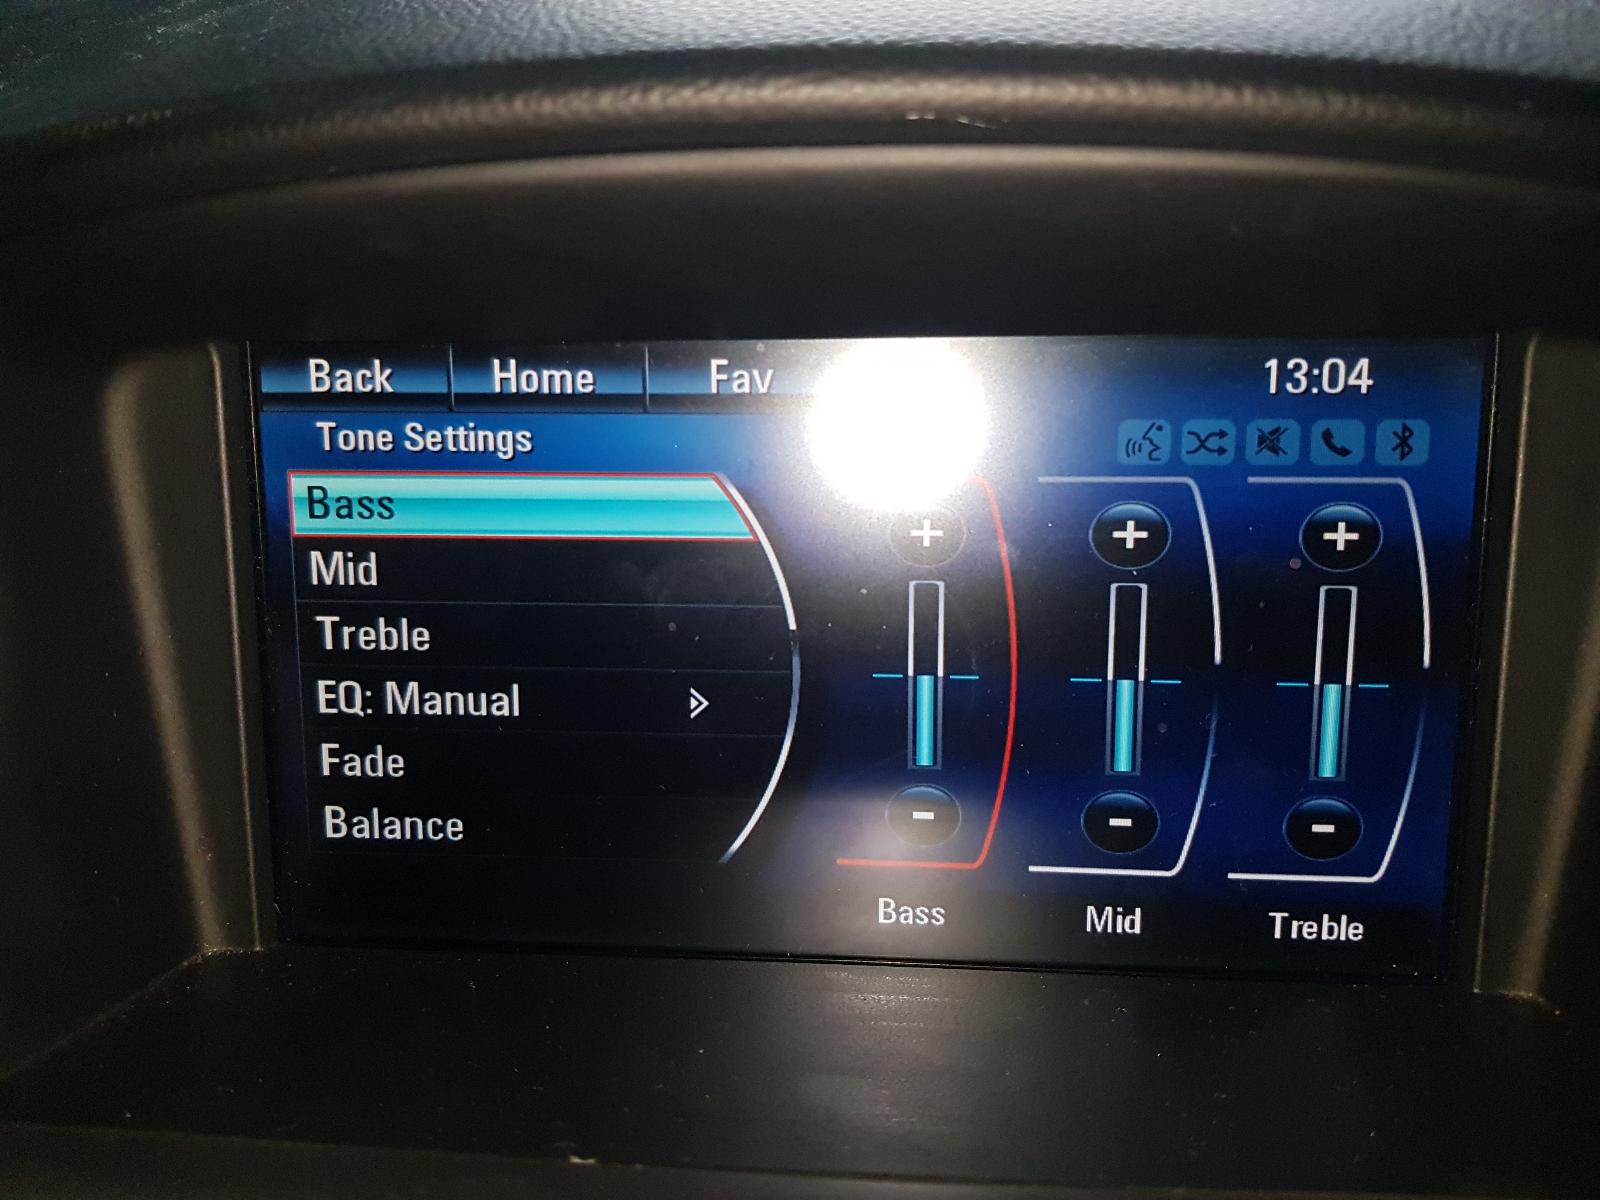 Back Home Fav 13:04
Tone Settings
Bass
Mid
Treble
EQ: Manual
Fade
Balance
+ + +
- - -
Bass Mid Treble